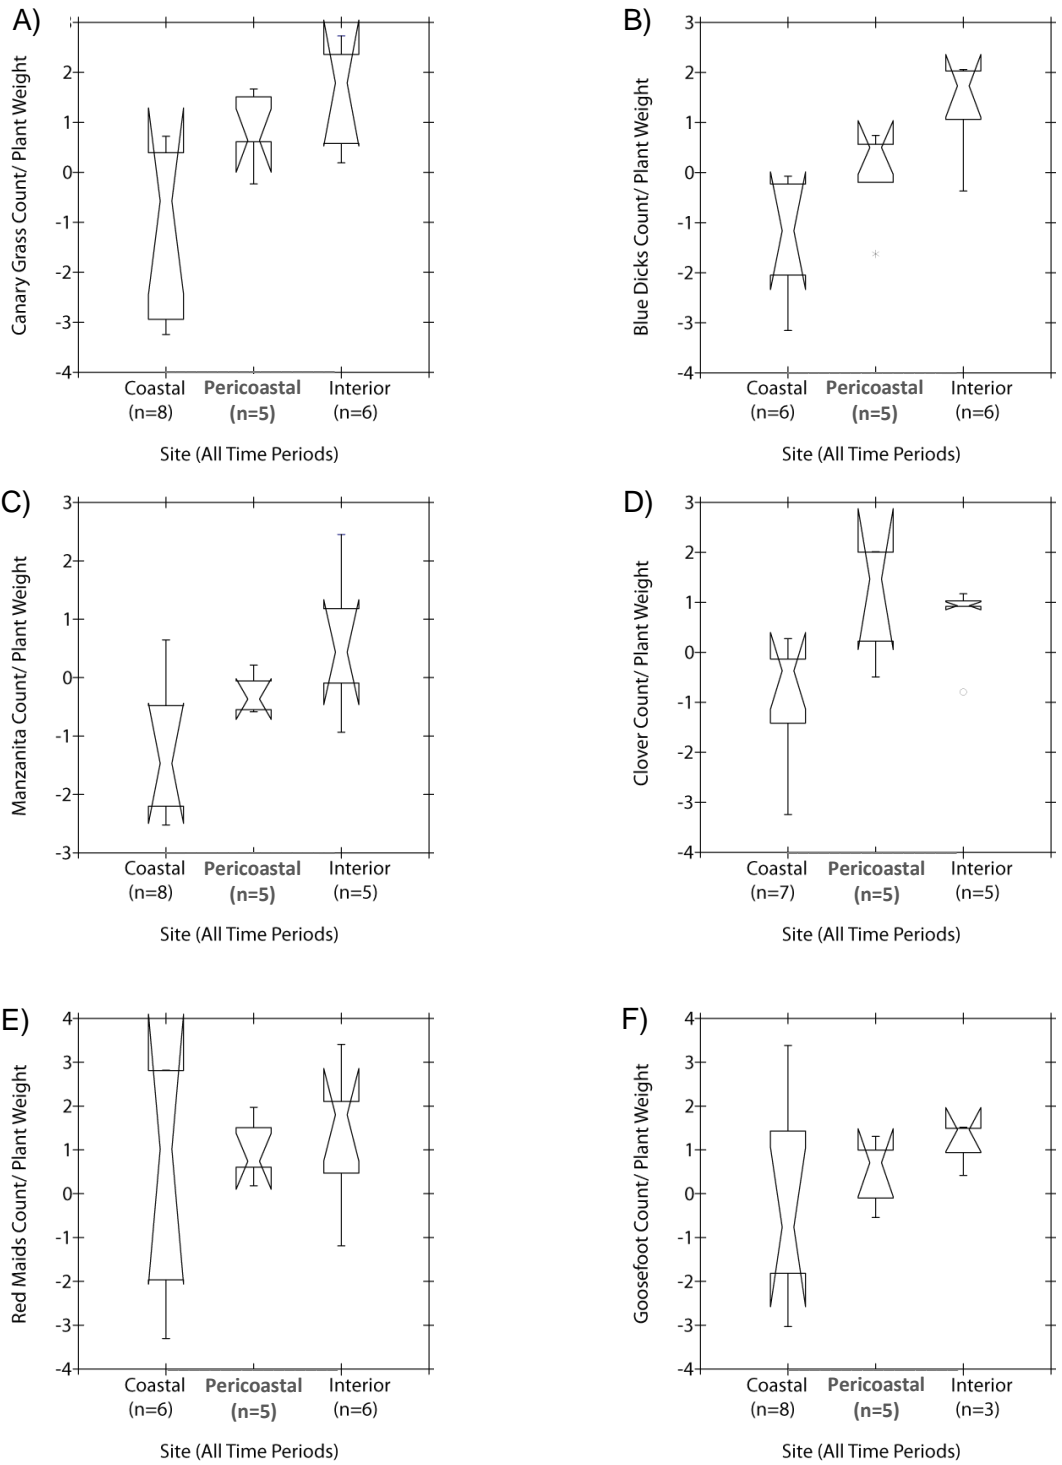 A)
Canary Grass Count/ Plant Weight
2
1
0
-1
-2
-3
-4
Coastal Pericoastal Interior
(n=8) (n=5) (n=6)
Site (All Time Periods)
B)
Blue Dicks Count/ Plant Weight
3
2
1
0
-1
-2
-3
-4
Coastal Pericoastal Interior
(n=6) (n=5) (n=6)
Site (All Time Periods)
C)
Manzanita Count/ Plant Weight
3
2
1
0
-1
-2
-3
Coastal Pericoastal Interior
(n=8) (n=5) (n=5)
Site (All Time Periods)
D)
Clover Count/ Plant Weight
3
2
1
0
-1
-2
-3
-4
Coastal Pericoastal Interior
(n=7) (n=5) (n=5)
Site (All Time Periods)
E)
Red Maids Count/ Plant Weight
4
3
2
1
0
-1
-2
-3
-4
Coastal Pericoastal Interior
(n=6) (n=5) (n=6)
Site (All Time Periods)
F)
Goosefoot Count/ Plant Weight
4
3
2
1
0
-1
-2
-3
-4
Coastal Pericoastal Interior
(n=8) (n=5) (n=3)
Site (All Time Periods)